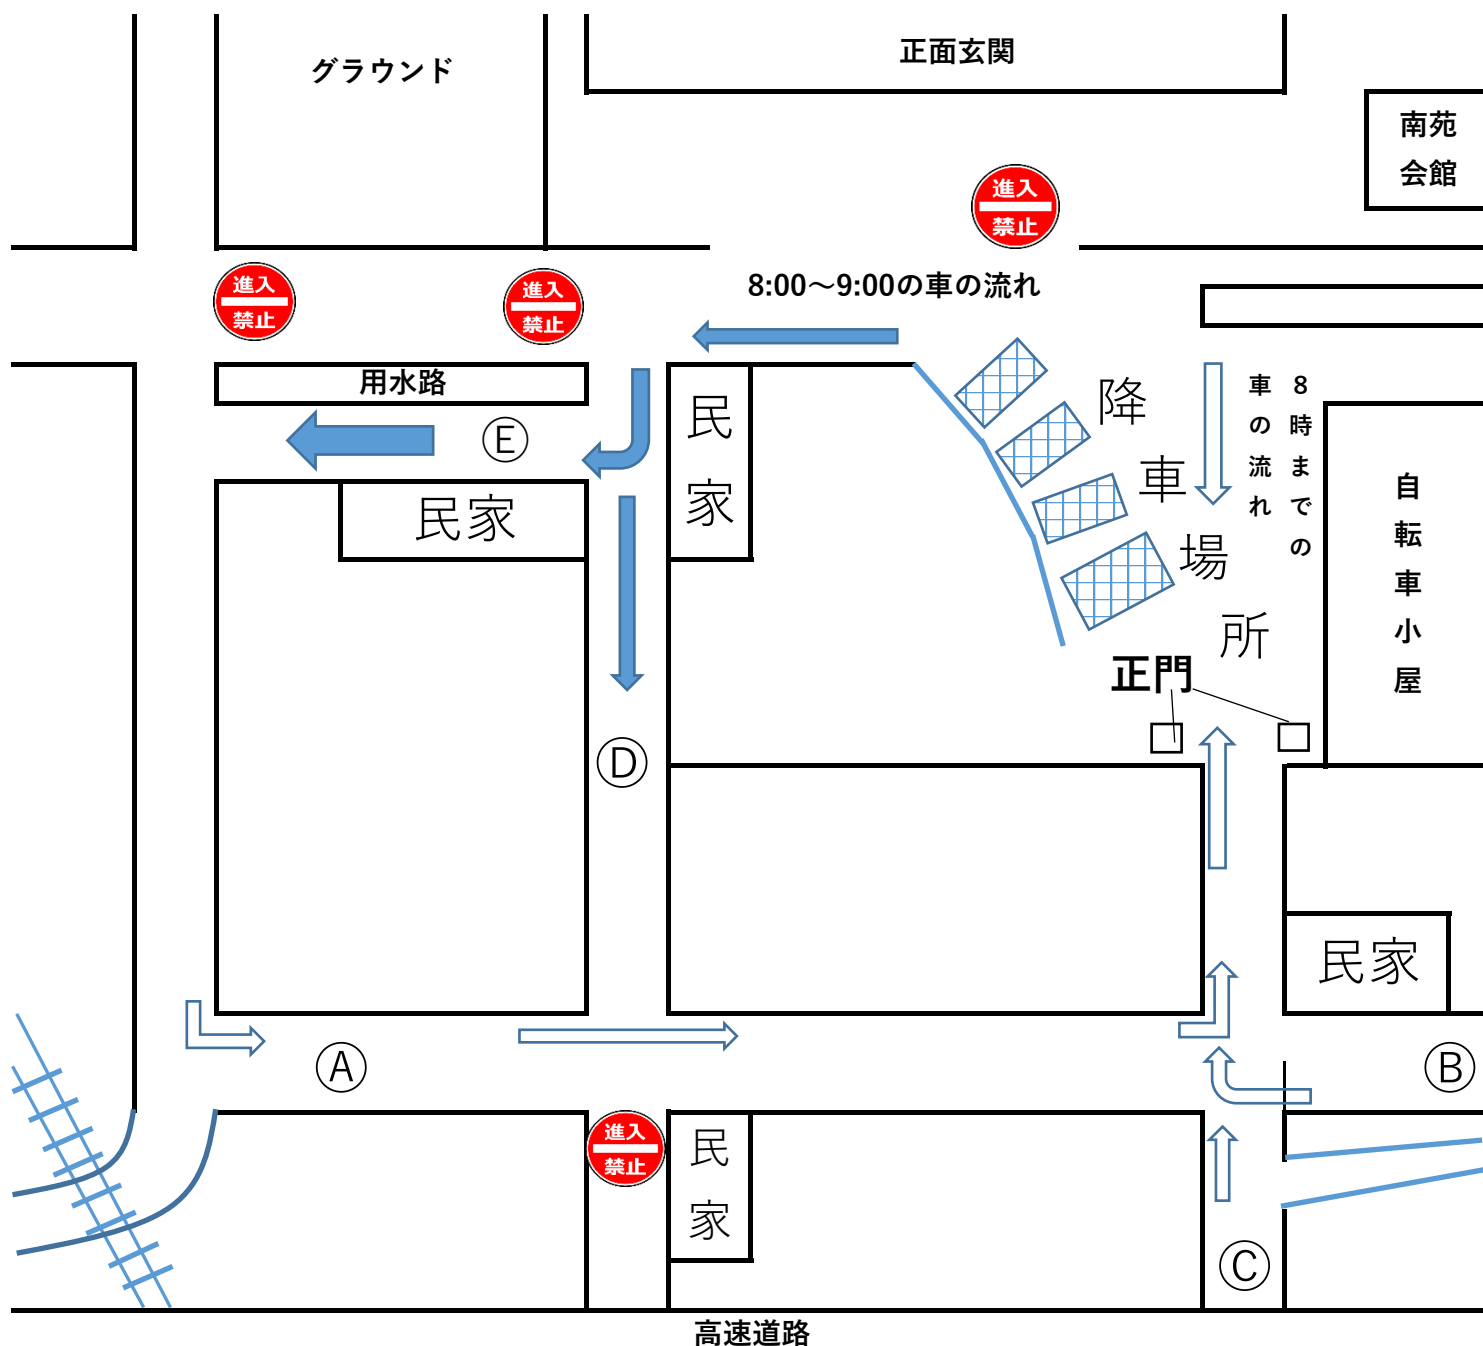 グラウンド
正面玄関
南苑
会館
進入
禁止
進入
禁止
進入
禁止
8:00～9:00の車の流れ
用水路
Ⓔ
民家
民家
降車場所
8時までの
車の流れ
自転車小屋
正門
Ⓓ
民家
Ⓐ
Ⓑ
進入
禁止
民家
Ⓒ
高速道路